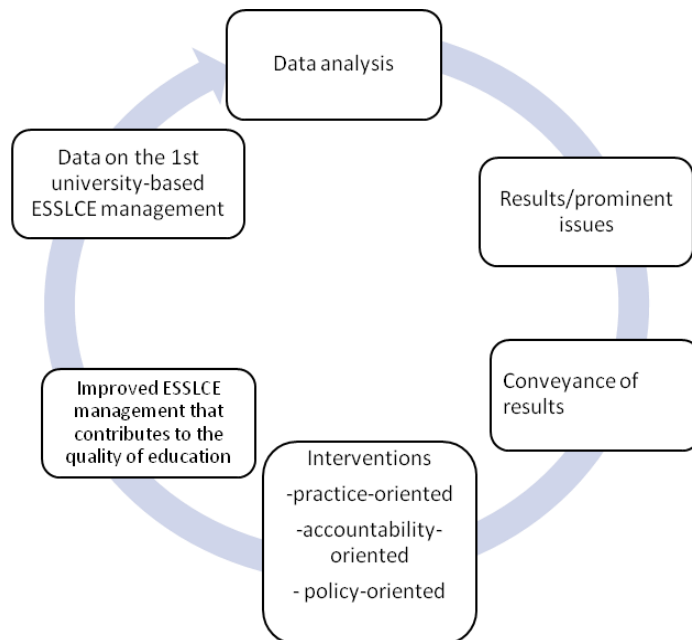 Data analysis
Results/prominent
issues
Conveyance of
results
Interventions
-practice-oriented
-accountability-
oriented
- policy-oriented
Improved ESSLCE
management that
contributes to the
quality of education
Data on the 1st
university-based
ESSLCE management